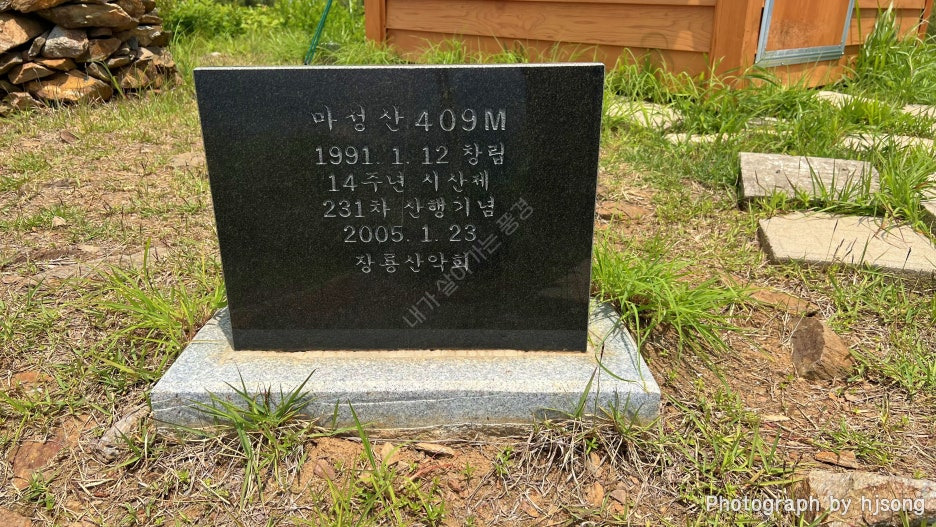 마성산 409M
1991. 1. 12 창림
14주년 시산제
231차 산행기념
2005. 1. 23
장룡산악회
내가 살아가는 풍경
Photograph by hjsong